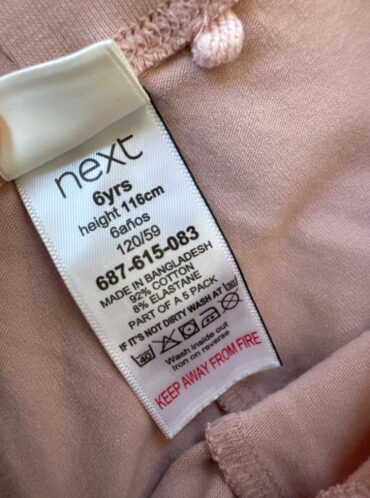 next
6yrs
height 116cm
6años
120/59
687-615-083
MADE IN BANGLADESH
92% COTTON
8% ELASTANE
PART OF A 5 PACK
IF IT'S NOT DIRTY WASH AT 30
40
Wash inside out
Iron on reverse
KEEP AWAY FROM FIRE